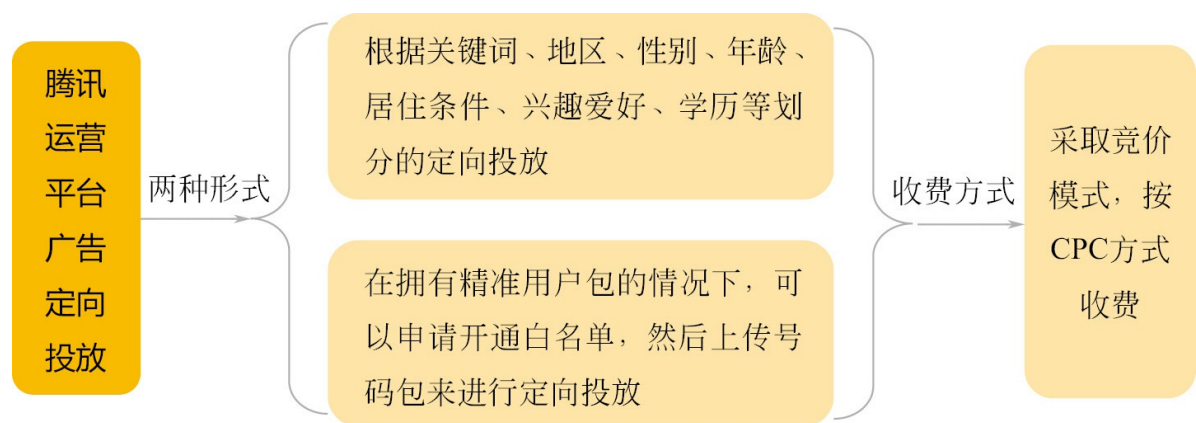 腾讯
运营
平台
广告
定向
投放
两种形式
根据关键词、地区、性别、年龄、
居住条件、兴趣爱好、学历等划
分的定向投放
在拥有精准用户包的情况下，可
以申请开通白名单，然后上传号
码包来进行定向投放
收费方式
采取竞价
模式，按
CPC方式
收费